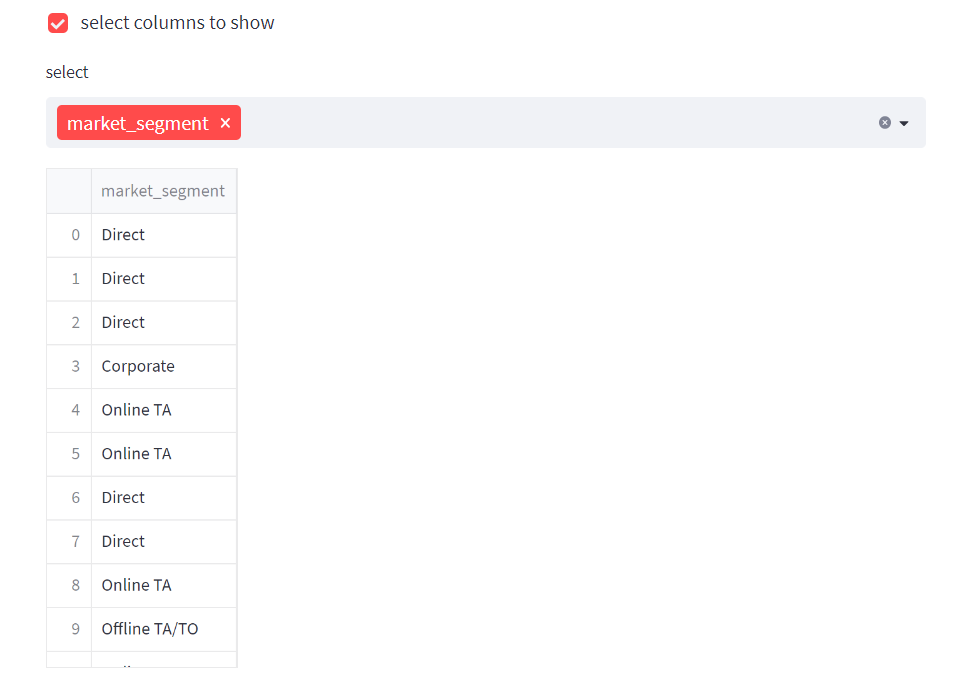 select columns to show
select
market_segment ×
market_segment
0 Direct
1 Direct
2 Direct
3 Corporate
4 Online TA
5 Online TA
6 Direct
7 Direct
8 Online TA
9 Offline TA/TO